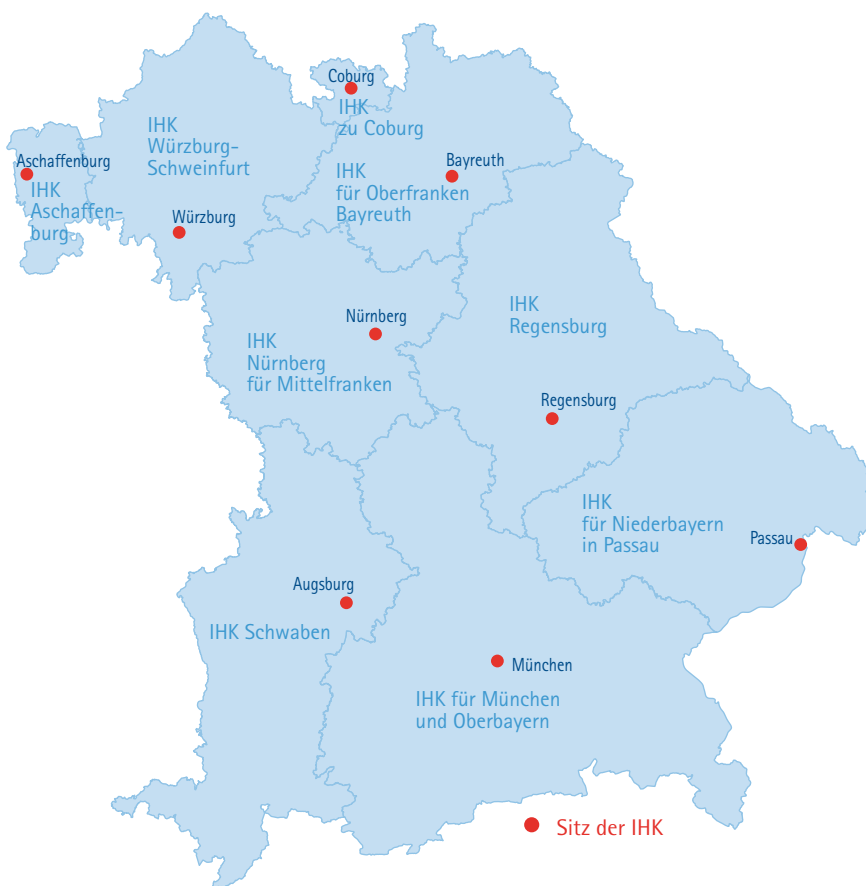 Coburg
IHK
zu Coburg
IHK
Würzburg-
Schweinfurt
Aschaffenburg
IHK
Aschaffen-
burg
Würzburg
Bayreuth
IHK
für Oberfranken
Bayreuth
Nürnberg
IHK
Nürnberg
für Mittelfranken
IHK
Regensburg
Regensburg
IHK
für Niederbayern
in Passau
Passau
Augsburg
IHK Schwaben
München
IHK für München
und Oberbayern
Sitz der IHK